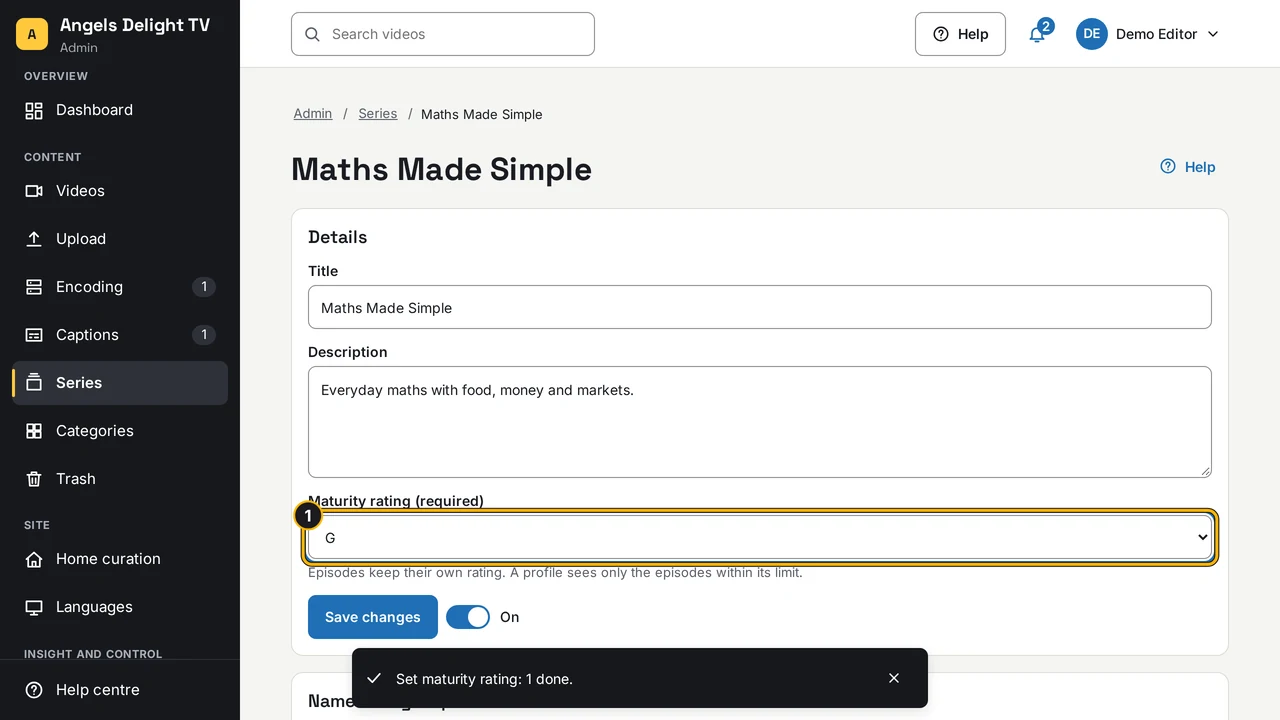 A
Angels Delight TV
Admin
OVERVIEW
Dashboard
CONTENT
Videos
Upload
Encoding 1
Captions 1
Series
Categories
Trash
SITE
Home curation
Languages
INSIGHT AND CONTROL
Help centre
Search videos
Help
2
DE Demo Editor
Admin / Series / Maths Made Simple
Maths Made Simple
Help
Details
Title
Maths Made Simple
Description
Everyday maths with food, money and markets.
Maturity rating (required)
1
G
Episodes keep their own rating. A profile sees only the episodes within its limit.
Save changes On
Set maturity rating: 1 done.